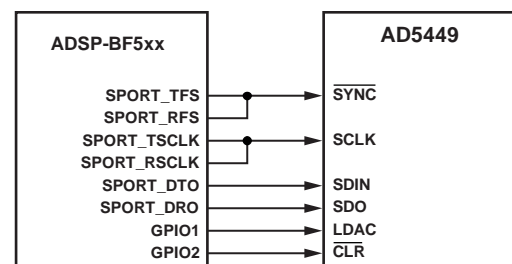 ADSP-BF5xx
AD5449
SPORT_TFS
SYNC
SPORT_RFS
SPORT_TSCLK
SCLK
SPORT_RSCLK
SPORT_DTO
SDIN
SPORT_DRO
SDO
GPIO1
LDAC
GPIO2
CLR